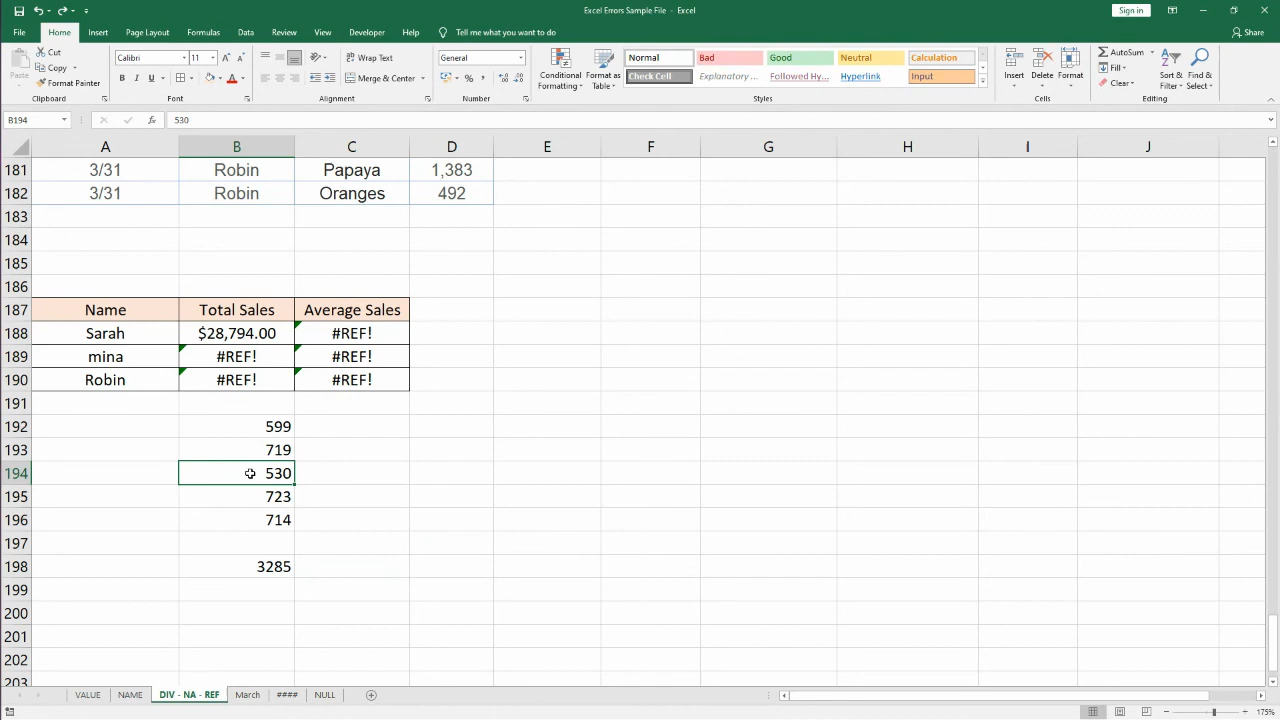 Excel Errors Sample File - Excel
Sign in
File Home Insert Page Layout Formulas Data Review View Developer Help Tell me what you want to do Share
Paste Cut Copy Format Painter Clipboard
Calibri 11 B I U A Font
Wrap Text Merge & Center Alignment
General % Number
Conditional Formatting Format as Table
Normal Bad Good Neutral Calculation
Check Cell Explanatory ... Followed Hy... Hyperlink Input
Styles
Insert Delete Format Cells
AutoSum Fill Clear Sort & Filter Find & Select Editing
B194 fx 530
A B C D E F G H I J
181 3/31 Robin Papaya 1,383
182 3/31 Robin Oranges 492
183
184
185
186
187 Name Total Sales Average Sales
188 Sarah $28,794.00 #REF!
189 mina #REF! #REF!
190 Robin #REF! #REF!
191
192 599
193 719
194 530
195 723
196 714
197
198 3285
199
200
201
202
203
VALUE NAME DIV - NA - REF March #### NULL
175%